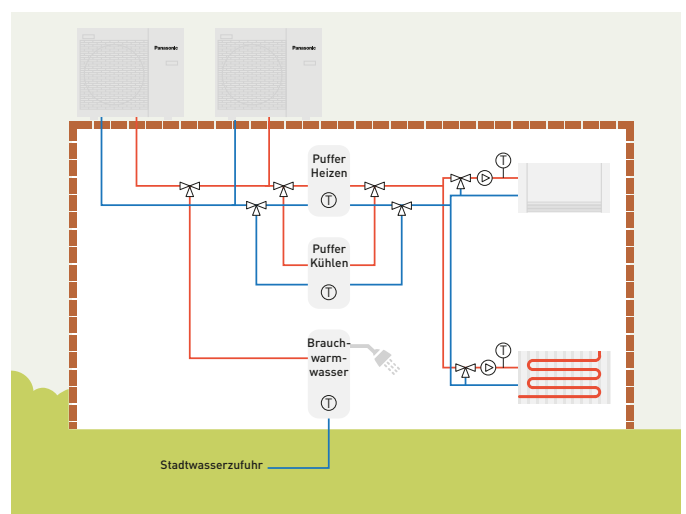 Panasonic
Panasonic
Puffer
Heizen
T
T
Puffer
Kühlen
T
Brauch-
warm-
wasser
T
T
Stadtwasserzufuhr